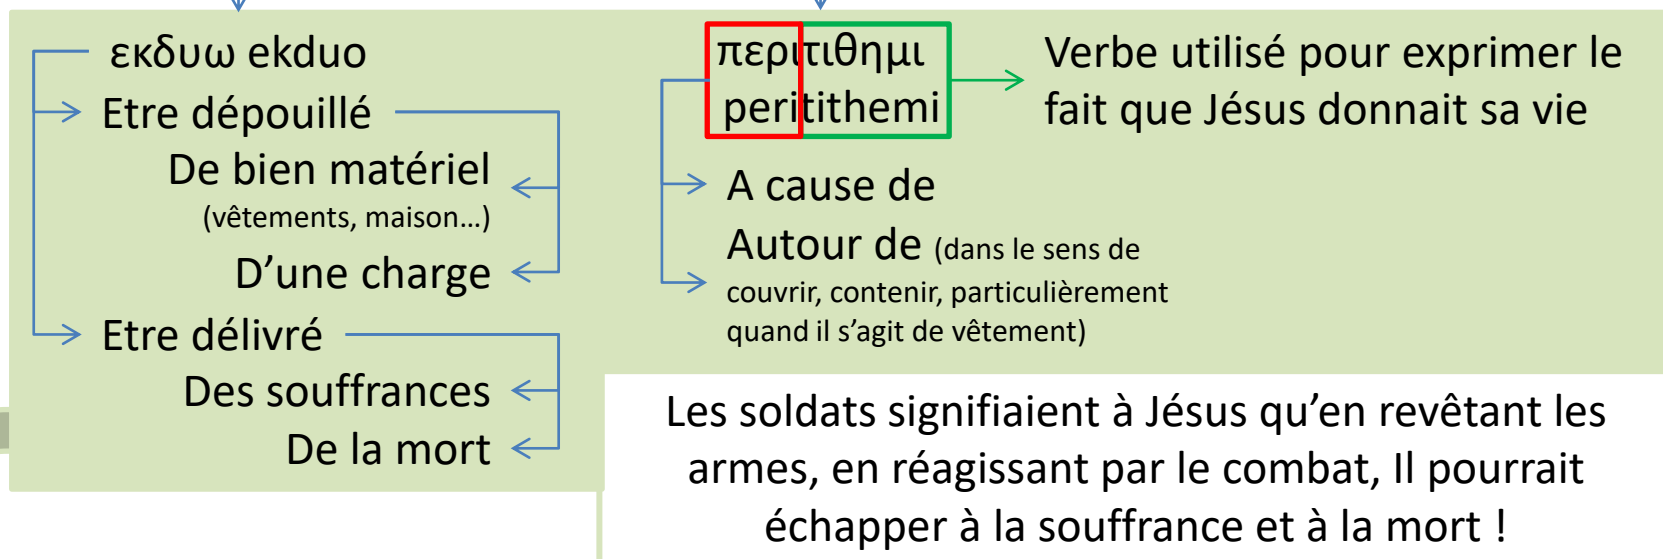 εκδυω ekduo
Etre dépouillé
De bien matériel
(vêtements, maison…)
D’une charge
Etre délivré
Des souffrances
De la mort
περιτιθημι
peritithemi
Verbe utilisé pour exprimer le
fait que Jésus donnait sa vie
A cause de
Autour de (dans le sens de
couvrir, contenir, particulièrement
quand il s’agit de vêtement)
Les soldats signifiaient à Jésus qu’en revêtant les
armes, en réagissant par le combat, Il pourrait
échapper à la souffrance et à la mort !